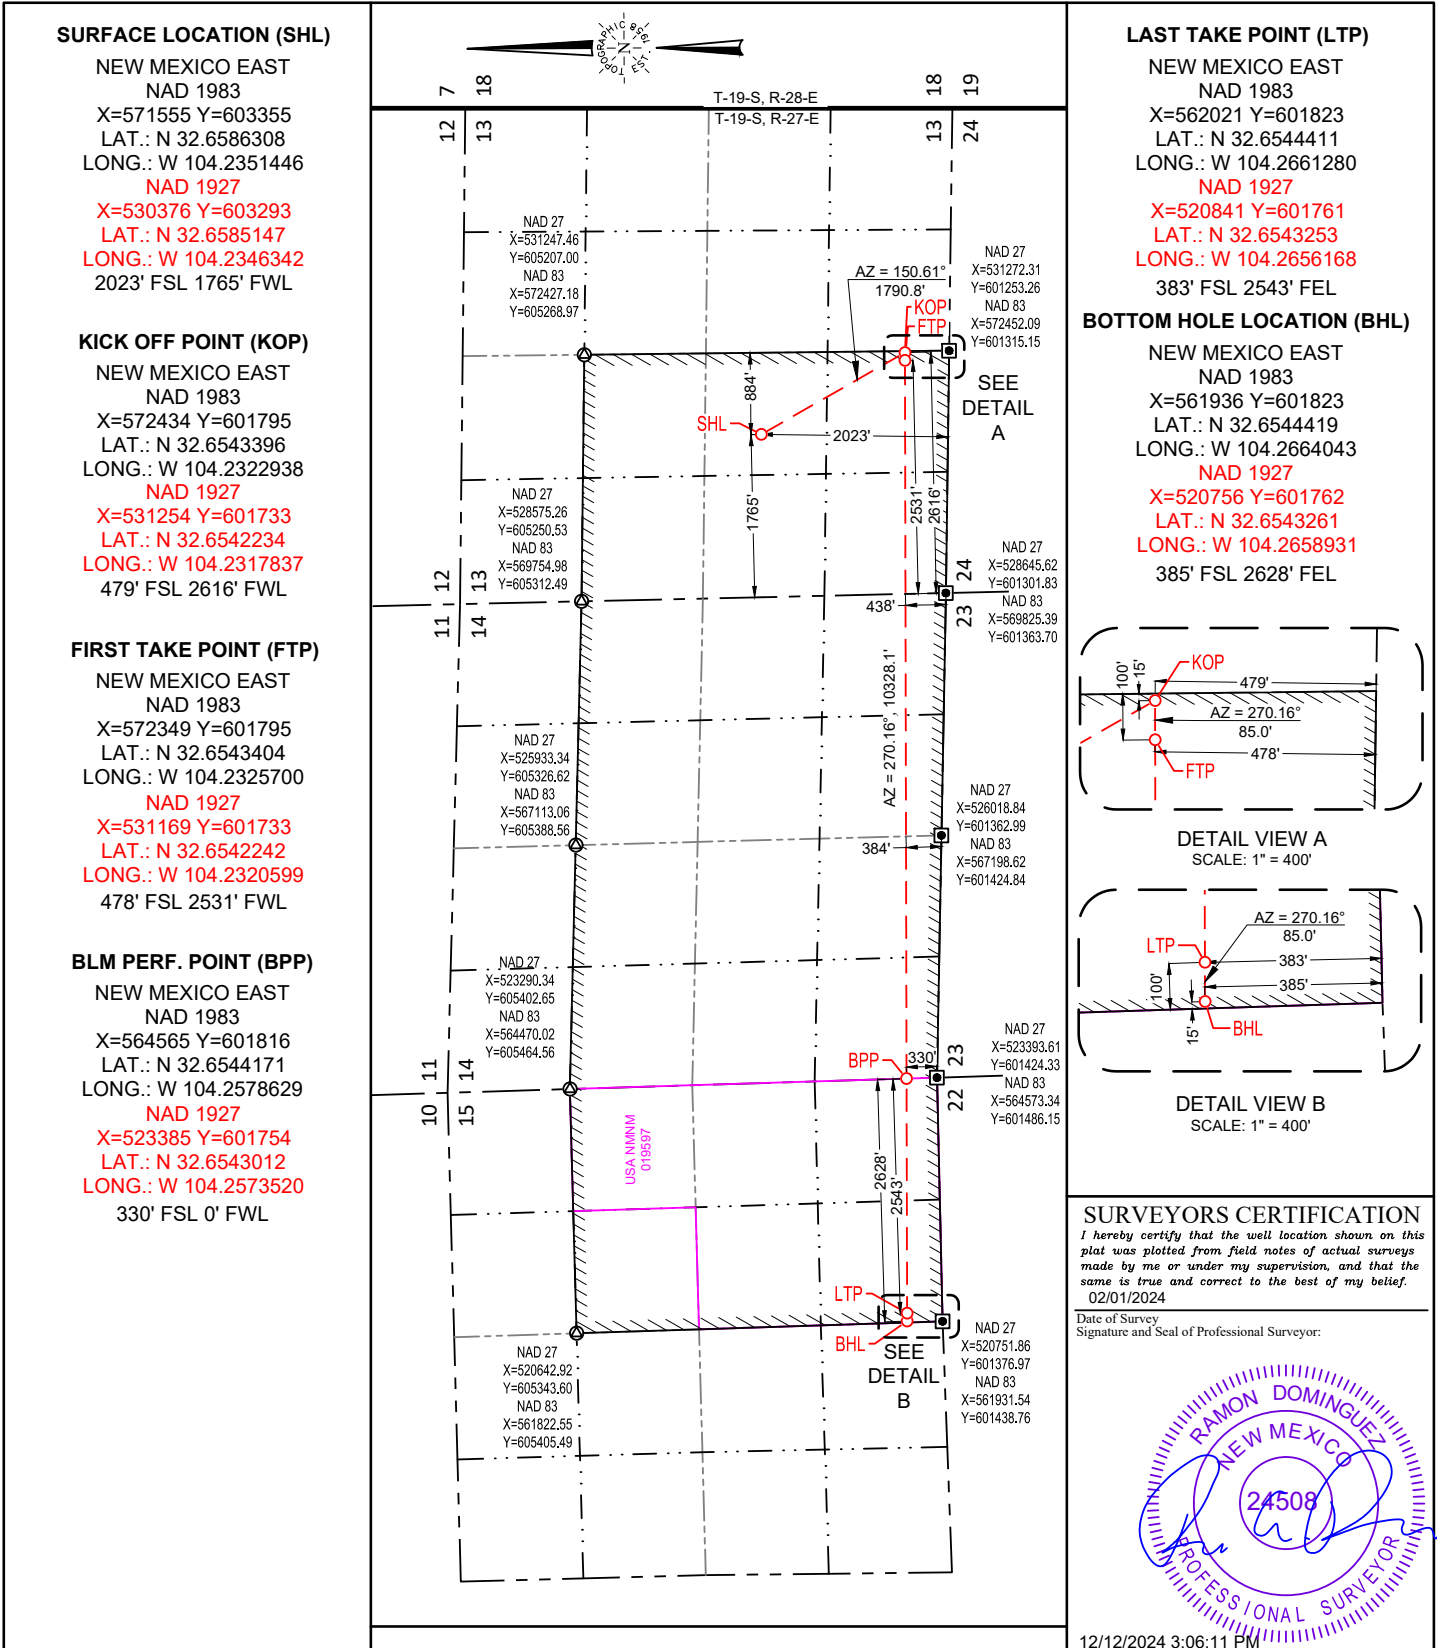 SURFACE LOCATION (SHL)
NEW MEXICO EAST
NAD 1983
X=571555 Y=603355
LAT.: N 32.6586308
LONG.: W 104.2351446
NAD 1927
X=530376 Y=603293
LAT.: N 32.6585147
LONG.: W 104.2346342
2023' FSL 1765' FWL
KICK OFF POINT (KOP)
NEW MEXICO EAST
NAD 1983
X=572434 Y=601795
LAT.: N 32.6543396
LONG.: W 104.2322938
NAD 1927
X=531254 Y=601733
LAT.: N 32.6542234
LONG.: W 104.2317837
479' FSL 2616' FWL
FIRST TAKE POINT (FTP)
NEW MEXICO EAST
NAD 1983
X=572349 Y=601795
LAT.: N 32.6543404
LONG.: W 104.2325700
NAD 1927
X=531169 Y=601733
LAT.: N 32.6542242
LONG.: W 104.2320599
478' FSL 2531' FWL
BLM PERF. POINT (BPP)
NEW MEXICO EAST
NAD 1983
X=564565 Y=601816
LAT.: N 32.6544171
LONG.: W 104.2578629
NAD 1927
X=523385 Y=601754
LAT.: N 32.6543012
LONG.: W 104.2573520
330' FSL 0' FWL
TOPOGRAPHIC
N
EST. 1958
7 18
18 19
T-19-S, R-28-E
T-19-S, R-27-E
12 13
13 24
NAD 27
X=531247.46
Y=605207.00
NAD 83
X=572427.18
Y=605268.97
NAD 27
X=531272.31
Y=601253.26
NAD 83
X=572452.09
Y=601315.15
AZ = 150.61°
1790.8'
KOP
FTP
SEE
DETAIL
A
884'
SHL
2023'
1765'
2531'
2616'
NAD 27
X=528575.26
Y=605250.53
NAD 83
X=569754.98
Y=605312.49
NAD 27
X=528645.62
Y=601301.83
NAD 83
X=569825.39
Y=601363.70
12 13
11 14
24
23
438'
AZ = 270.16°, 10328.1'
NAD 27
X=525933.34
Y=605326.62
NAD 83
X=567113.06
Y=605388.56
NAD 27
X=526018.84
Y=601362.99
NAD 83
X=567198.62
Y=601424.84
384'
NAD 27
X=523290.34
Y=605402.65
NAD 83
X=564470.02
Y=605464.56
NAD 27
X=523393.61
Y=601424.33
NAD 83
X=564573.34
Y=601486.15
11 14
10 15
23
22
BPP
330'
USA NMNM
019597
2628'
2543'
LTP
BHL
SEE
DETAIL
B
NAD 27
X=520642.92
Y=605343.60
NAD 83
X=561822.55
Y=605405.49
NAD 27
X=520751.86
Y=601376.97
NAD 83
X=561931.54
Y=601438.76
LAST TAKE POINT (LTP)
NEW MEXICO EAST
NAD 1983
X=562021 Y=601823
LAT.: N 32.6544411
LONG.: W 104.2661280
NAD 1927
X=520841 Y=601761
LAT.: N 32.6543253
LONG.: W 104.2656168
383' FSL 2543' FEL
BOTTOM HOLE LOCATION (BHL)
NEW MEXICO EAST
NAD 1983
X=561936 Y=601823
LAT.: N 32.6544419
LONG.: W 104.2664043
NAD 1927
X=520756 Y=601762
LAT.: N 32.6543261
LONG.: W 104.2658931
385' FSL 2628' FEL
100'
15'
KOP
479'
AZ = 270.16°
85.0'
478'
FTP
DETAIL VIEW A
SCALE: 1" = 400'
AZ = 270.16°
85.0'
LTP
383'
100'
385'
15'
BHL
DETAIL VIEW B
SCALE: 1" = 400'
SURVEYORS CERTIFICATION
I hereby certify that the well location shown on this
plat was plotted from field notes of actual surveys
made by me or under my supervision, and that the
same is true and correct to the best of my belief.
02/01/2024
Date of Survey
Signature and Seal of Professional Surveyor:
RAMON DOMINGUEZ
NEW MEXICO
24508
PROFESSIONAL SURVEYOR
12/12/2024 3:06:11 PM